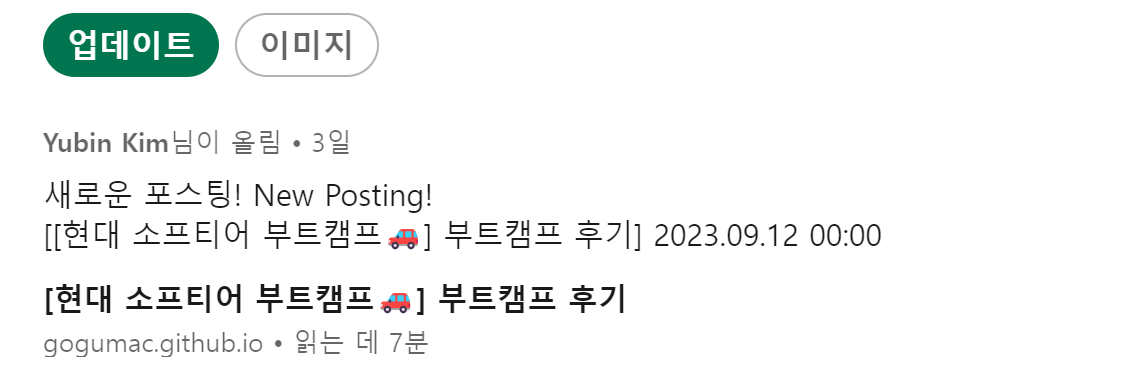 업데이트 이미지
Yubin Kim님이 올림 • 3일
새로운 포스팅! New Posting!
[[현대 소프티어 부트캠프🚗] 부트캠프 후기] 2023.09.12 00:00
[현대 소프티어 부트캠프🚗] 부트캠프 후기
gogumac.github.io • 읽는 데 7분